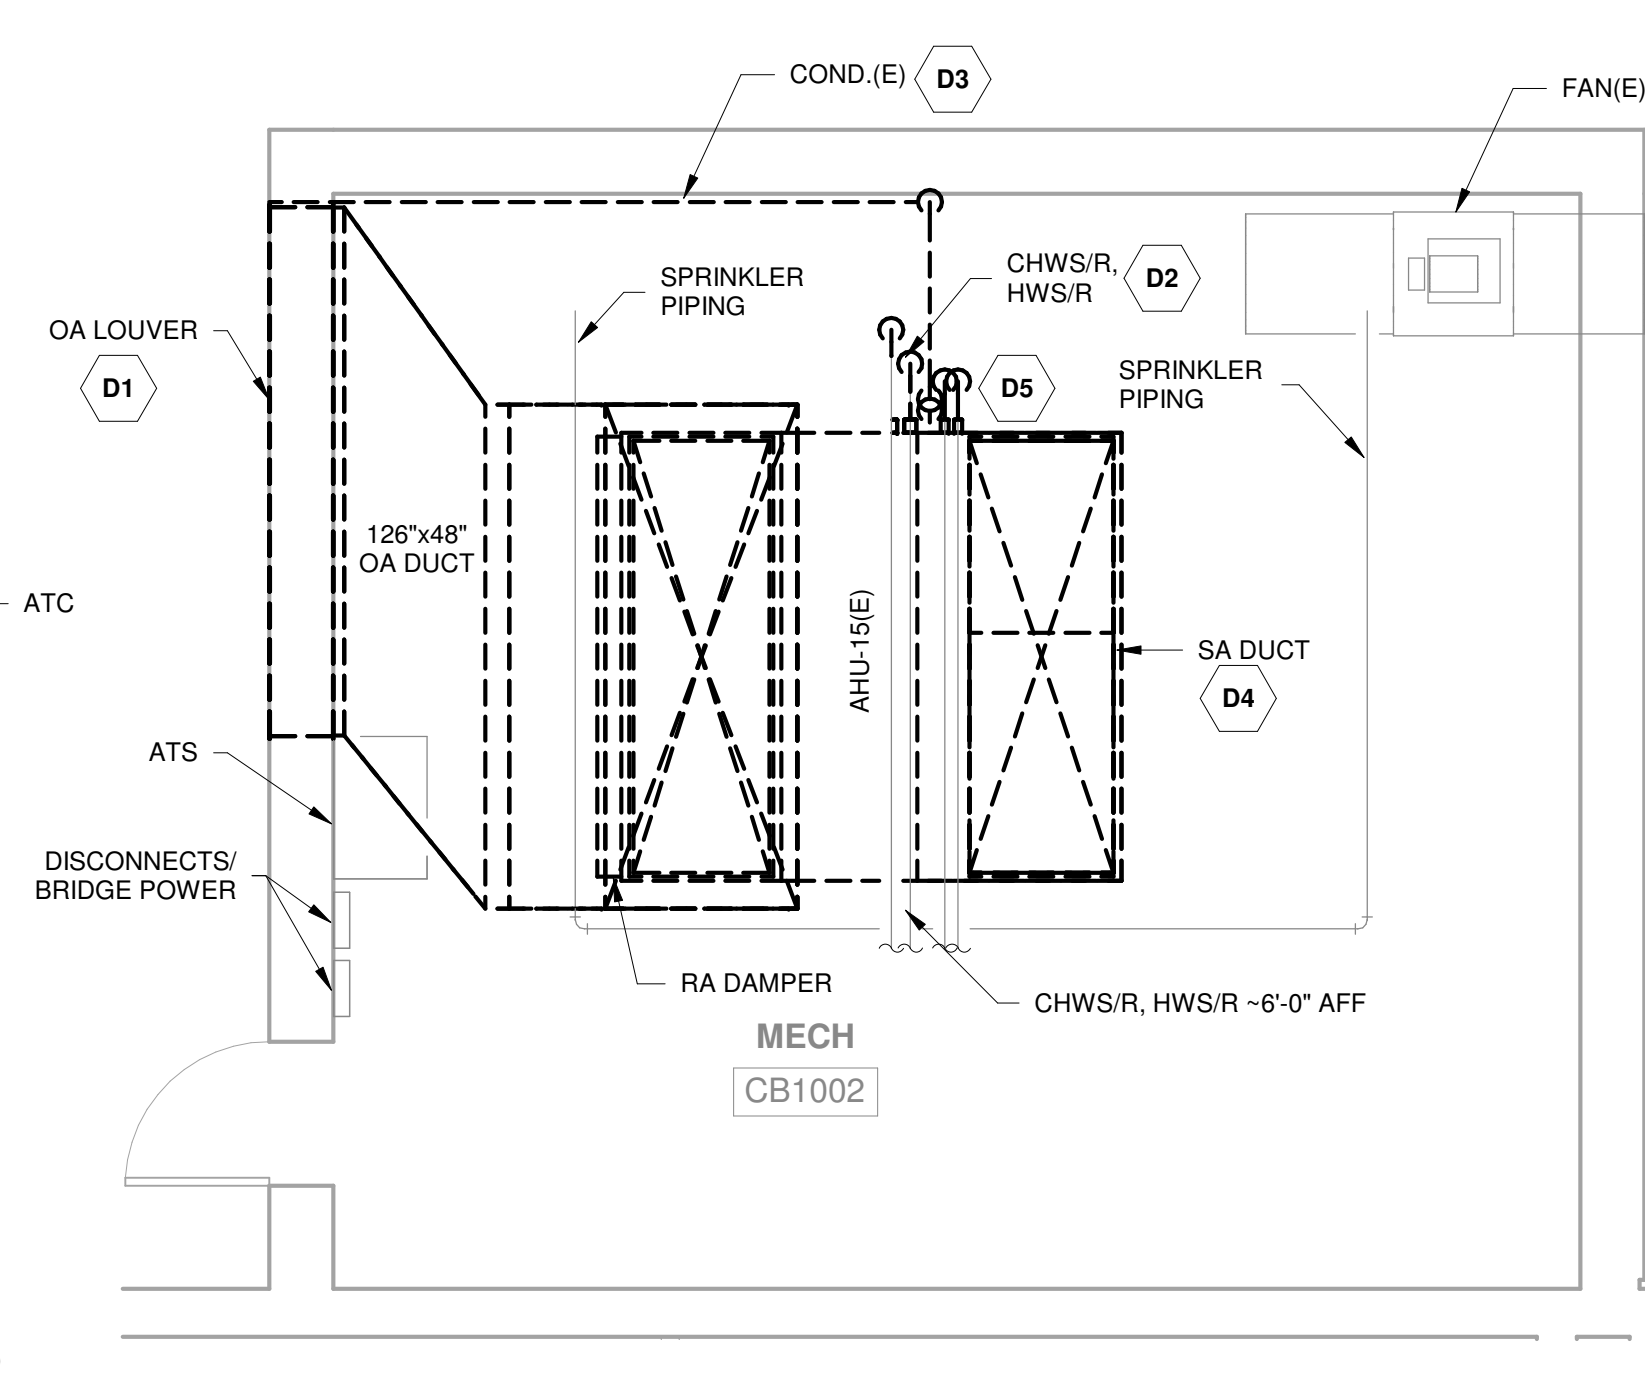 COND.(E)
D3
FAN(E)
CHWS/R,
HWS/R
D2
SPRINKLER
PIPING
OA LOUVER
D1
D5
SPRINKLER
PIPING
126"x48"
OA DUCT
ATC
AHU-15(E)
SA DUCT
D4
ATS
DISCONNECTS/
BRIDGE POWER
RA DAMPER
CHWS/R, HWS/R ~6'-0" AFF
MECH
CB1002